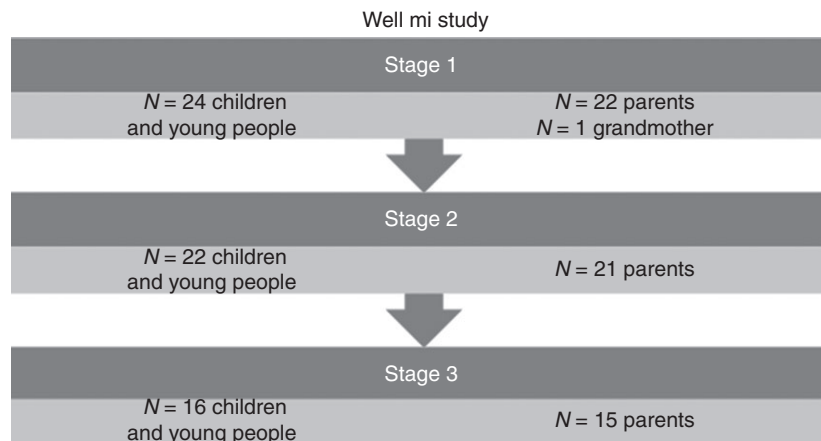 Well mi study
Stage 1
N = 24 children
and young people
N = 22 parents
N = 1 grandmother
Stage 2
N = 22 children
and young people
N = 21 parents
Stage 3
N = 16 children
and young people
N = 15 parents